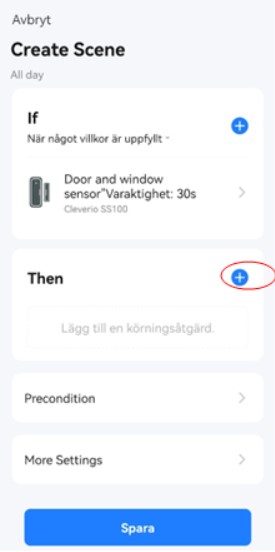 Avbryt
Create Scene
All day
If
När något villkor är uppfyllt
Door and window
sensor"Varaktighet: 30s
Cleverio SS100
Then
Lägg till en körningsåtgärd.
Precondition
More Settings
Spara